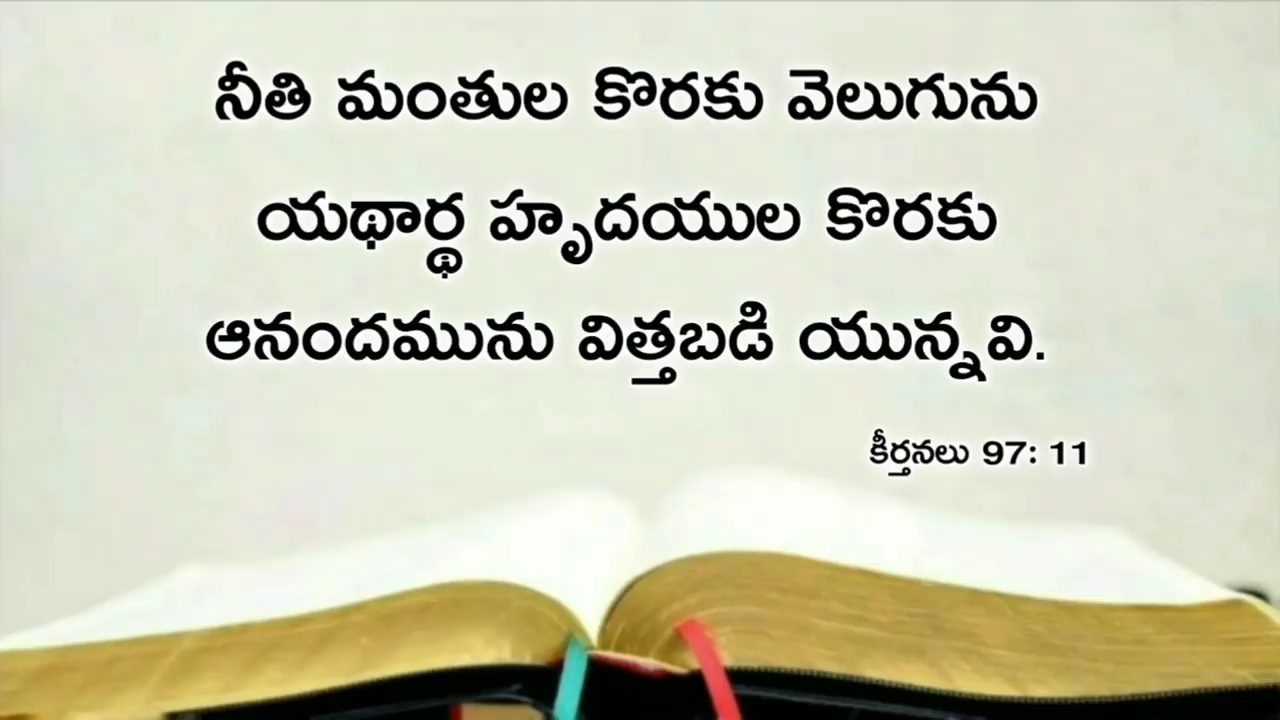 నీతి మంతుల కొరకు వెలుగును
యథార్థ హృదయుల కొరకు
ఆనందమును విత్తబడి యున్నవి.
కీర్తనలు 97: 11